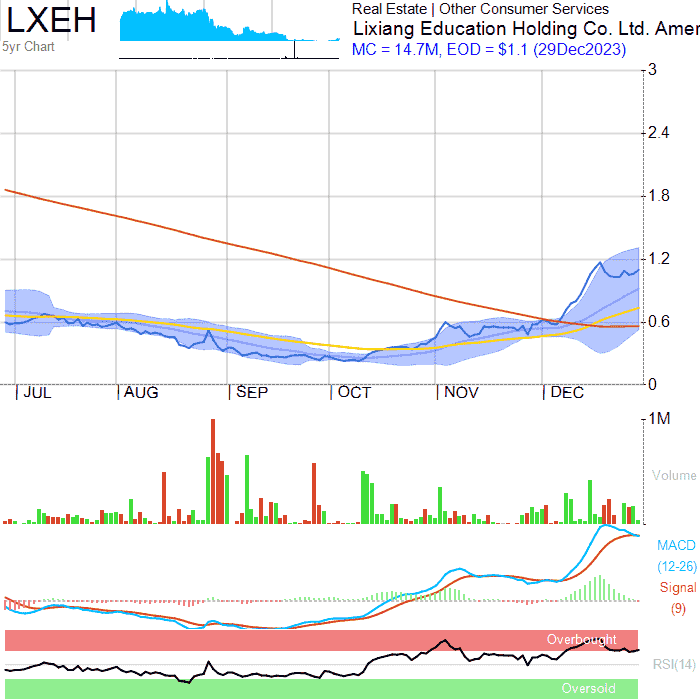 LXEH
5yr Chart
Real Estate | Other Consumer Services
Lixiang Education Holding Co. Ltd. Amer
MC = 14.7M, EOD = $1.1 (29Dec2023)
3
2.4
1.8
1.2
0.6
0
JUL
AUG
SEP
OCT
NOV
DEC
1M
Volume
MACD
(12-26)
Signal
(9)
Overbought
RSI(14)
Oversold